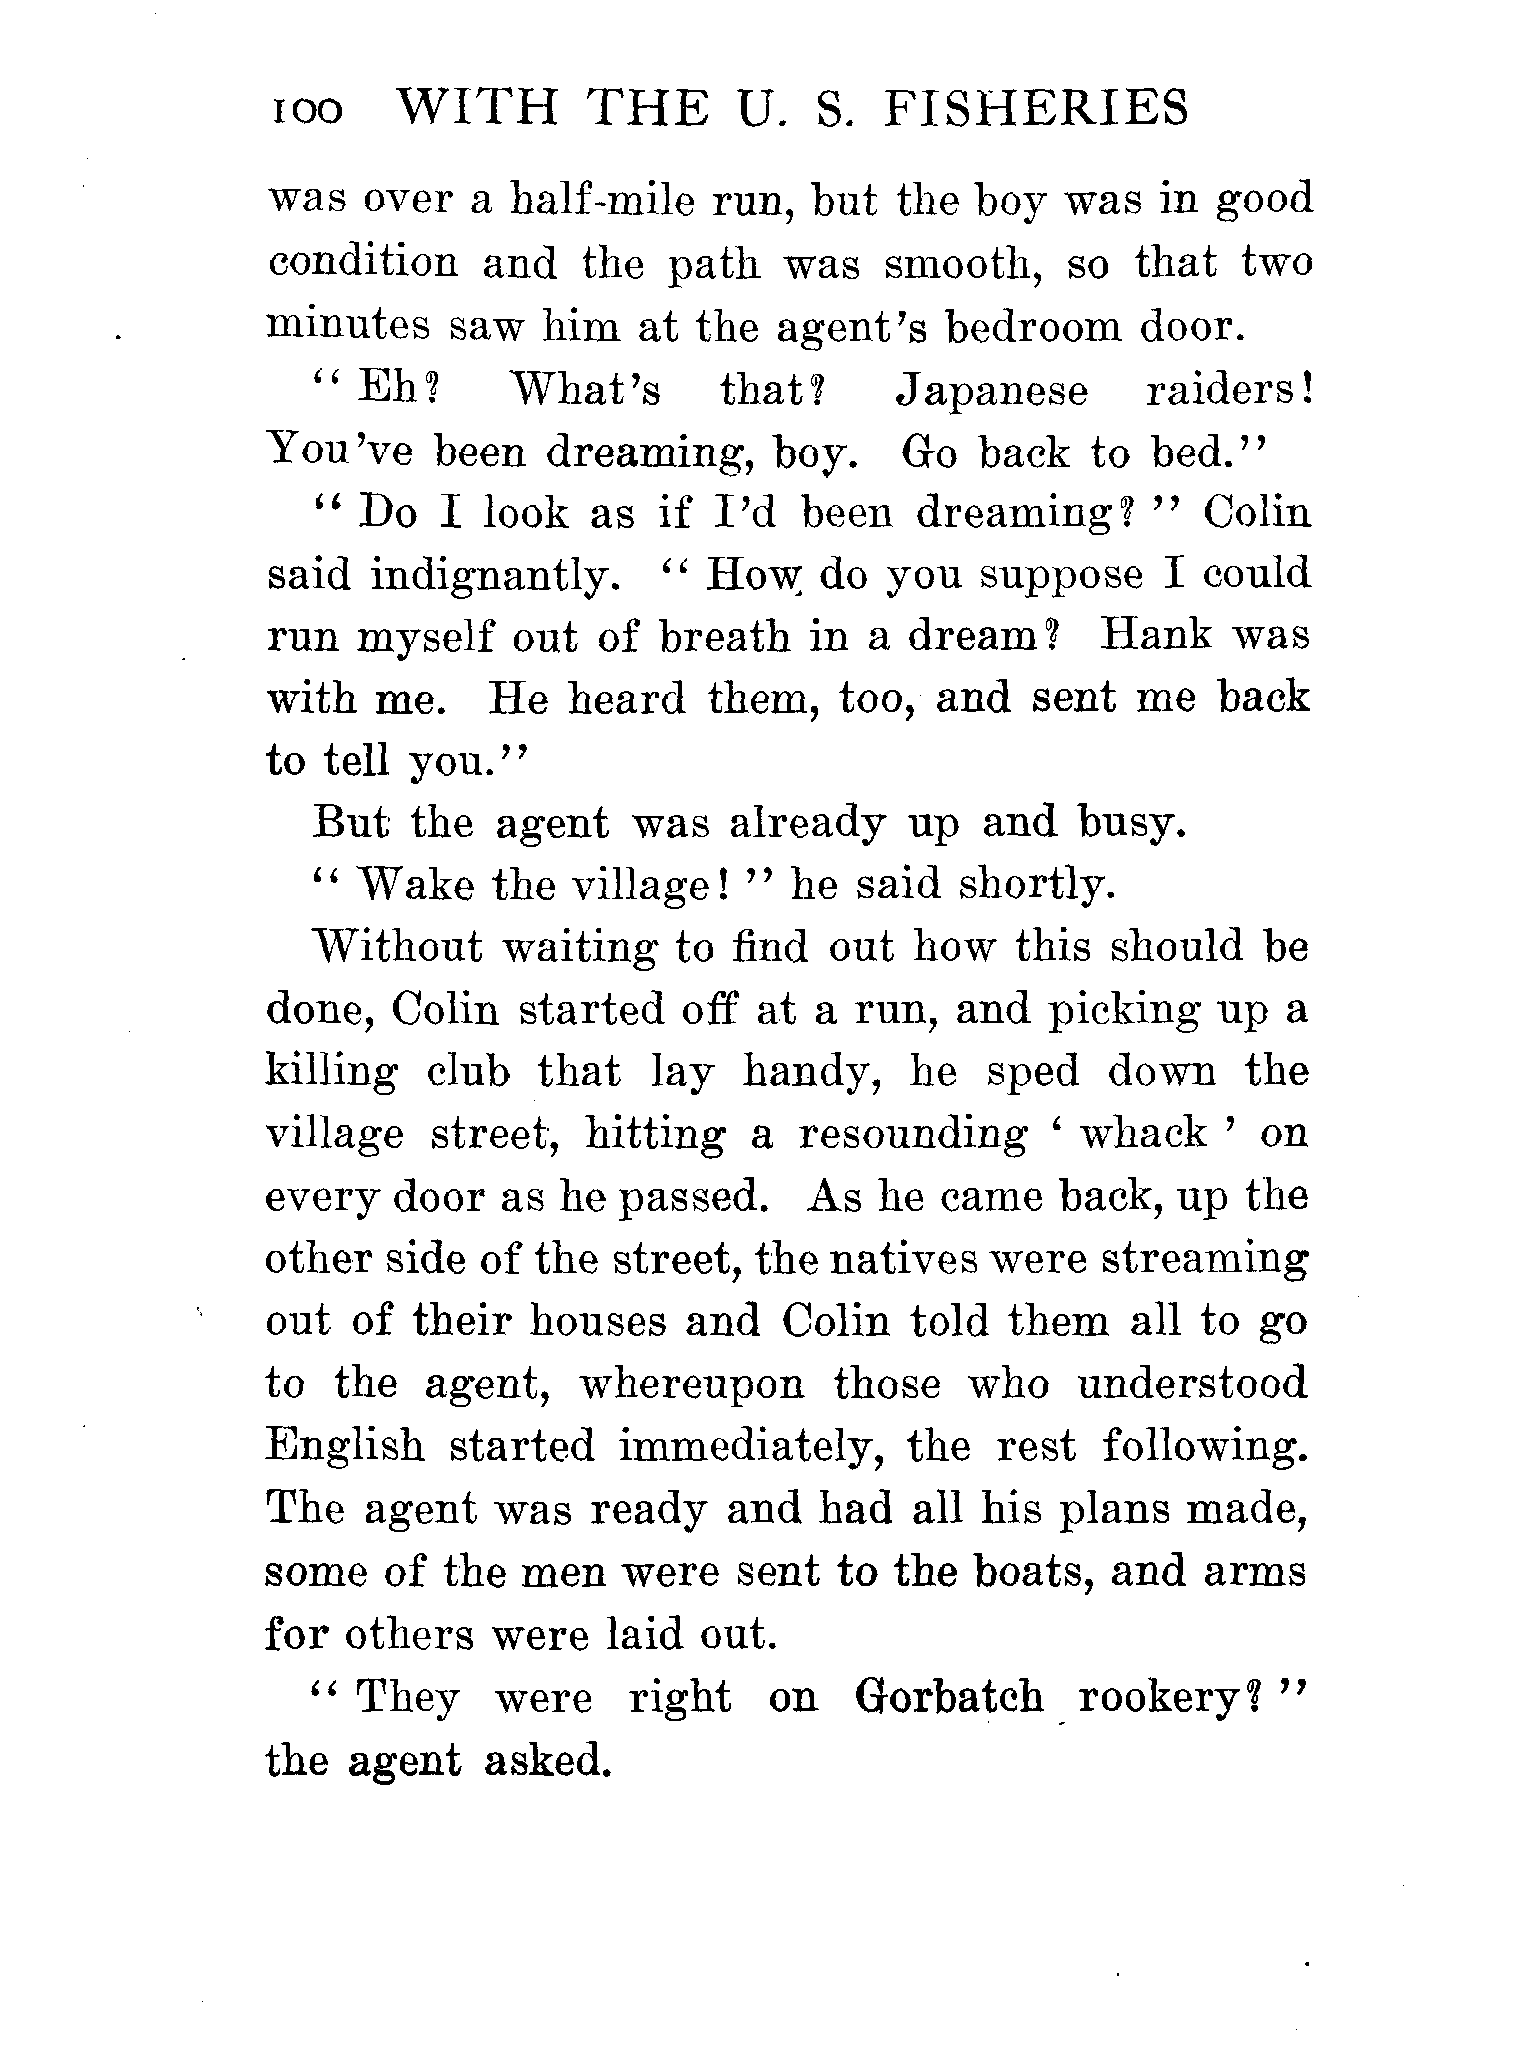 100 WITH THE U. S. FISHERIES
was over a half-mile run, but the boy was in good
condition and the path was smooth, so that two
minutes saw him at the agent's bedroom door.
“ Eh? What's that? Japanese raiders!
You've been dreaming, boy. Go back to bed.”
“ Do I look as if I'd been dreaming? ” Colin
said indignantly. “ How do you suppose I could
run myself out of breath in a dream? Hank was
with me. He heard them, too, and sent me back
to tell you.”
But the agent was already up and busy.
“ Wake the village! ” he said shortly.
Without waiting to find out how this should be
done, Colin started off at a run, and picking up a
killing club that lay handy, he sped down the
village street, hitting a resounding ‘ whack ’ on
every door as he passed. As he came back, up the
other side of the street, the natives were streaming
out of their houses and Colin told them all to go
to the agent, whereupon those who understood
English started immediately, the rest following.
The agent was ready and had all his plans made,
some of the men were sent to the boats, and arms
for others were laid out.
“ They were right on Gorbatch rookery? ”
the agent asked.